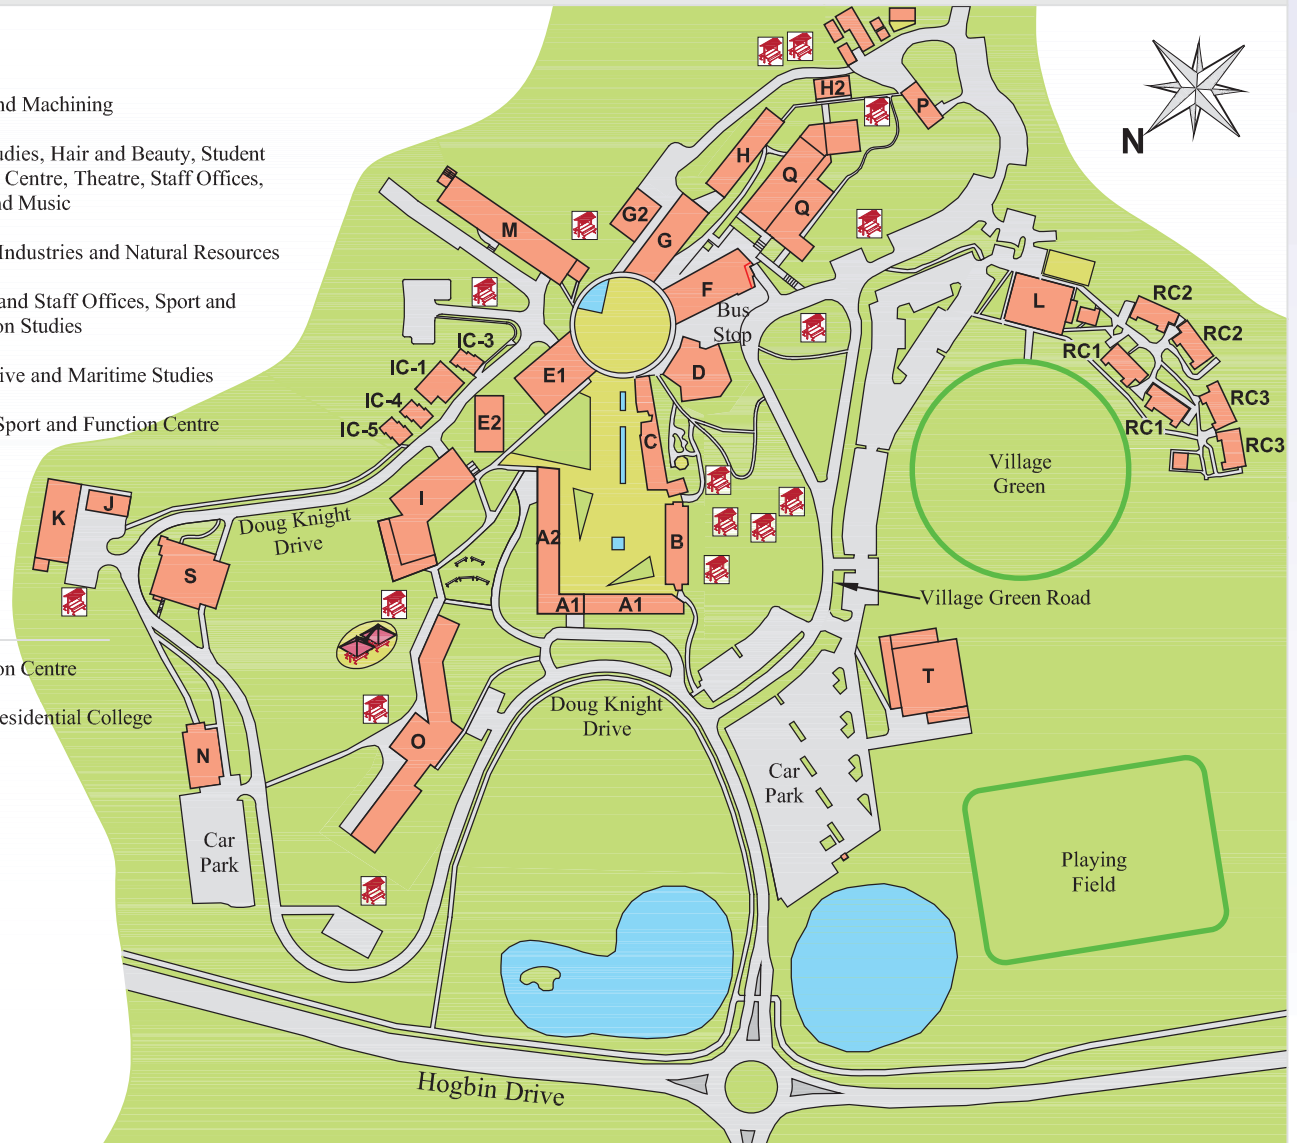 nd Machining
udies, Hair and Beauty, Student
Centre, Theatre, Staff Offices,
nd Music
Industries and Natural Resources
and Staff Offices, Sport and
on Studies
ive and Maritime Studies
Sport and Function Centre
on Centre
esidential College
N
H2
P
H
Q
Q
G2
G
M
F
Bus
Stop
L
RC2
RC2
RC1
RC1
RC3
RC3
IC-3
IC-1
IC-4
IC-5
E1
E2
D
C
Village
Green
K
J
I
Doug Knight
Drive
A2
B
S
A1
A1
Village Green Road
T
N
O
Doug Knight
Drive
Car
Park
Car
Park
Playing
Field
Hogbin Drive